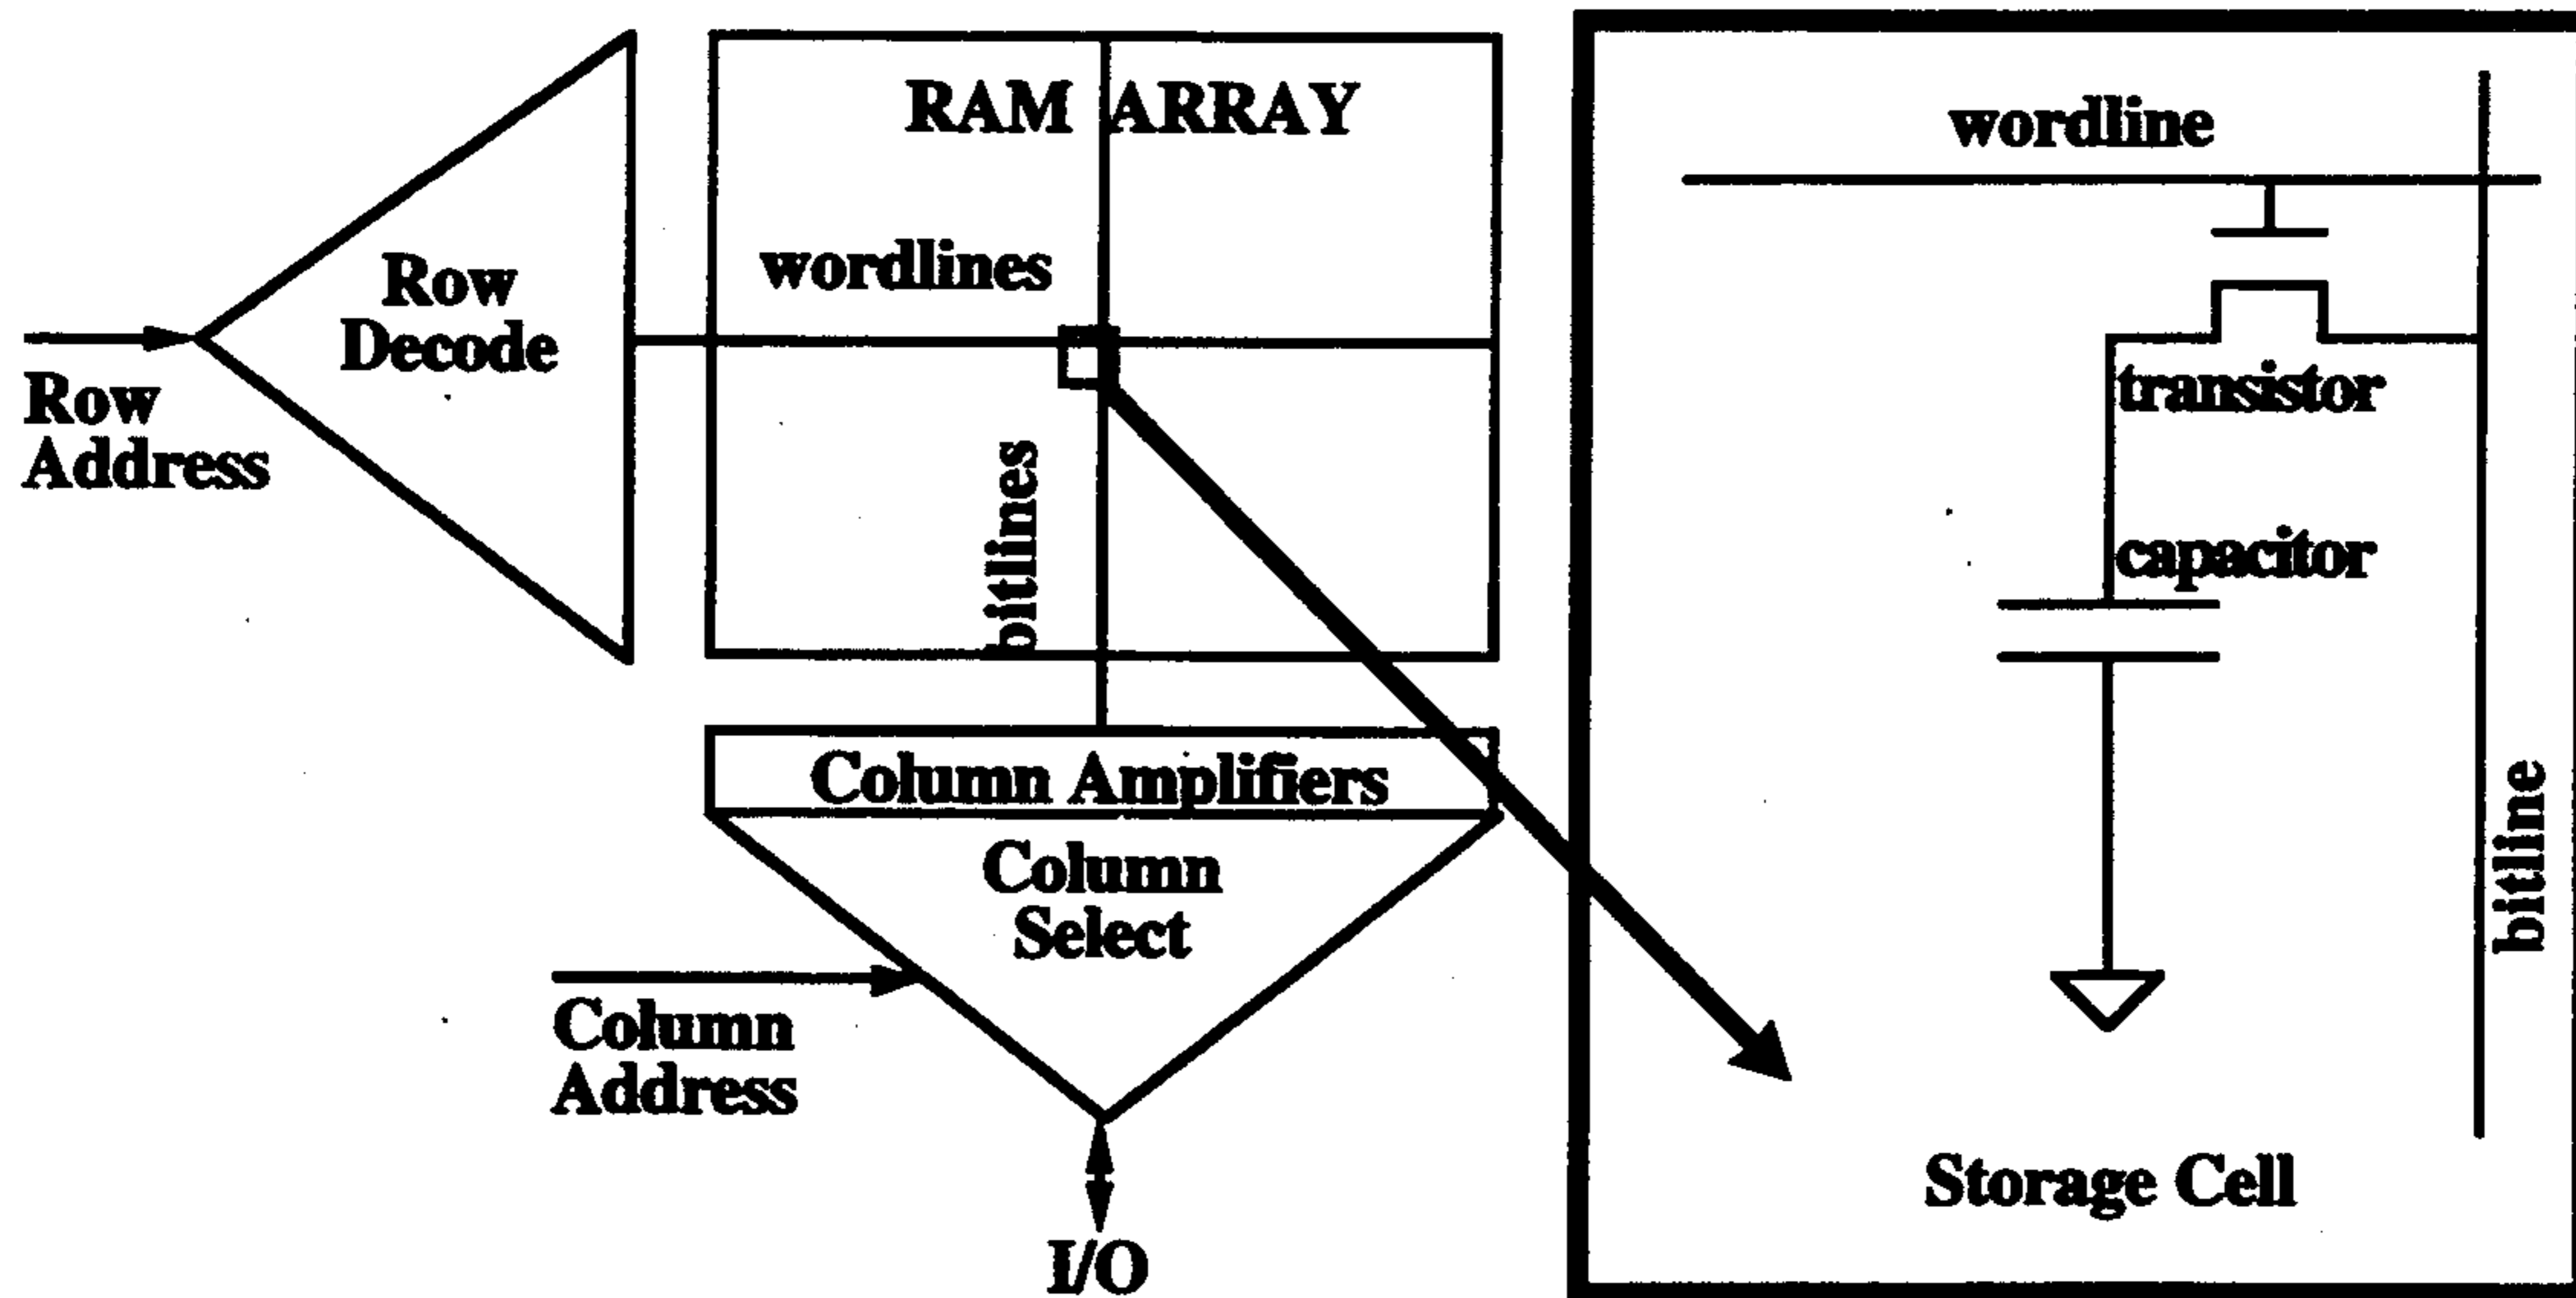 RAM ARRAY
wordlines
Row
Decode
Row
Address
bitlines
Column Amplifiers
Column
Select
Column
Address
I/O
wordline
transistor
capacitor
bitline
Storage Cell